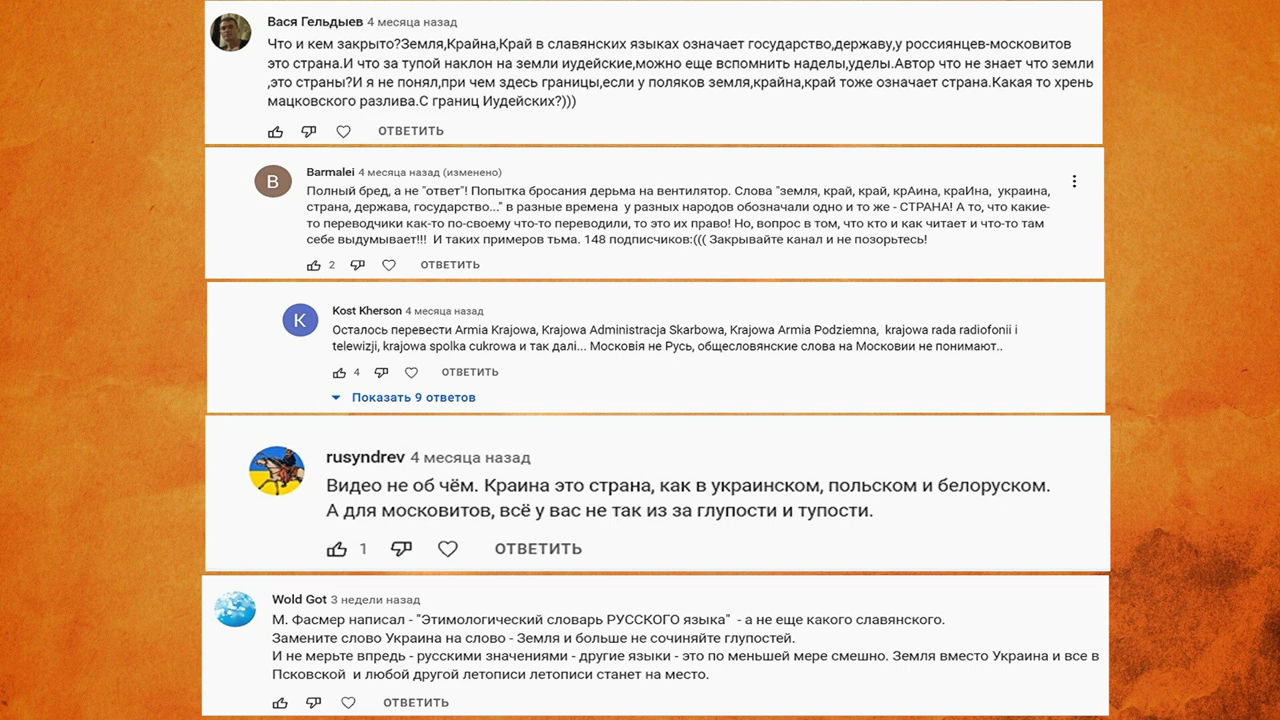 Вася Гельдыев 4 месяца назад
Что и кем закрыто?Земля,Крайна,Край в славянских языках означает государство,державу,у россиянцев-московитов
это страна.И что за тупой наклон на земли иудейские,можно еще вспомнить наделы,уделы.Автор что не знает что земли
,это страны?И я не понял,при чем здесь границы,если у поляков земля,крайна,край тоже означает страна.Какая то хрень
мацковского разлива.С границ Иудейских?)))
ОТВЕТИТЬ
B
Barmalei 4 месяца назад (изменено)
Полный бред, а не "ответ"! Попытка бросания дерьма на вентилятор. Слова "земля, край, край, крАина, краИна, украина,
страна, держава, государство..." в разные времена у разных народов обозначали одно и то же - СТРАНА! А то, что какие-
то переводчики как-то по-своему что-то переводили, то это их право! Но, вопрос в том, что кто и как читает и что-то там
себе выдумывает!!! И таких примеров тьма. 148 подписчиков:((( Закрывайте канал и не позорьтесь!
2 ОТВЕТИТЬ
K
Kost Kherson 4 месяца назад
Осталось перевести Armia Krajowa, Krajowa Administracja Skarbowa, Krajowa Armia Podziemna, krajowa rada radiofonii i
telewizji, krajowa spolka cukrowa и так далі... Московія не Русь, общесловянские слова на Московии не понимают..
4 ОТВЕТИТЬ
Показать 9 ответов
rusyndrev 4 месяца назад
Видео не об чём. Краина это страна, как в украинском, польском и белоруском.
А для московитов, всё у вас не так из за глупости и тупости.
1 ОТВЕТИТЬ
Wold Got 3 недели назад
М. Фасмер написал - "Этимологический словарь РУССКОГО языка" - а не еще какого славянского.
Замените слово Украина на слово - Земля и больше не сочиняйте глупостей.
И не мерьте впредь - русскими значениями - другие языки - это по меньшей мере смешно. Земля вместо Украина и все в
Псковской и любой другой летописи летописи станет на место.
ОТВЕТИТЬ